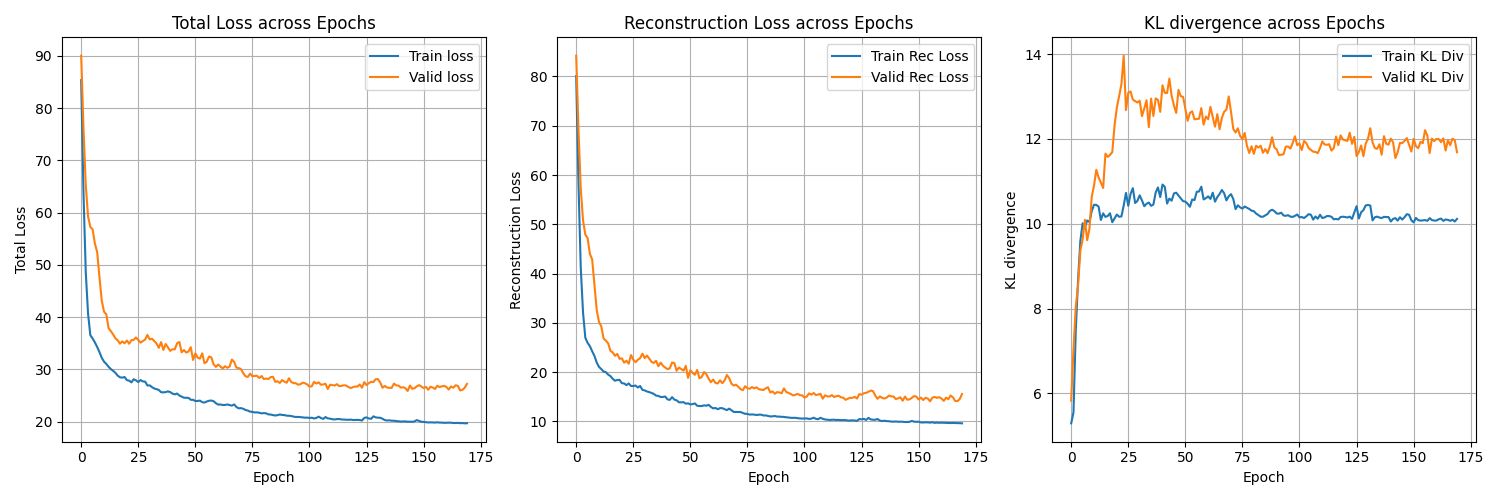 Total Loss across Epochs
Train loss
Valid loss
90
80
70
60
50
40
30
20
Total Loss
0 25 50 75 100 125 150 175
Epoch
Reconstruction Loss across Epochs
Train Rec Loss
Valid Rec Loss
80
70
60
50
40
30
20
10
Reconstruction Loss
0 25 50 75 100 125 150 175
Epoch
KL divergence across Epochs
Train KL Div
Valid KL Div
14
12
10
8
6
KL divergence
0 25 50 75 100 125 150 175
Epoch